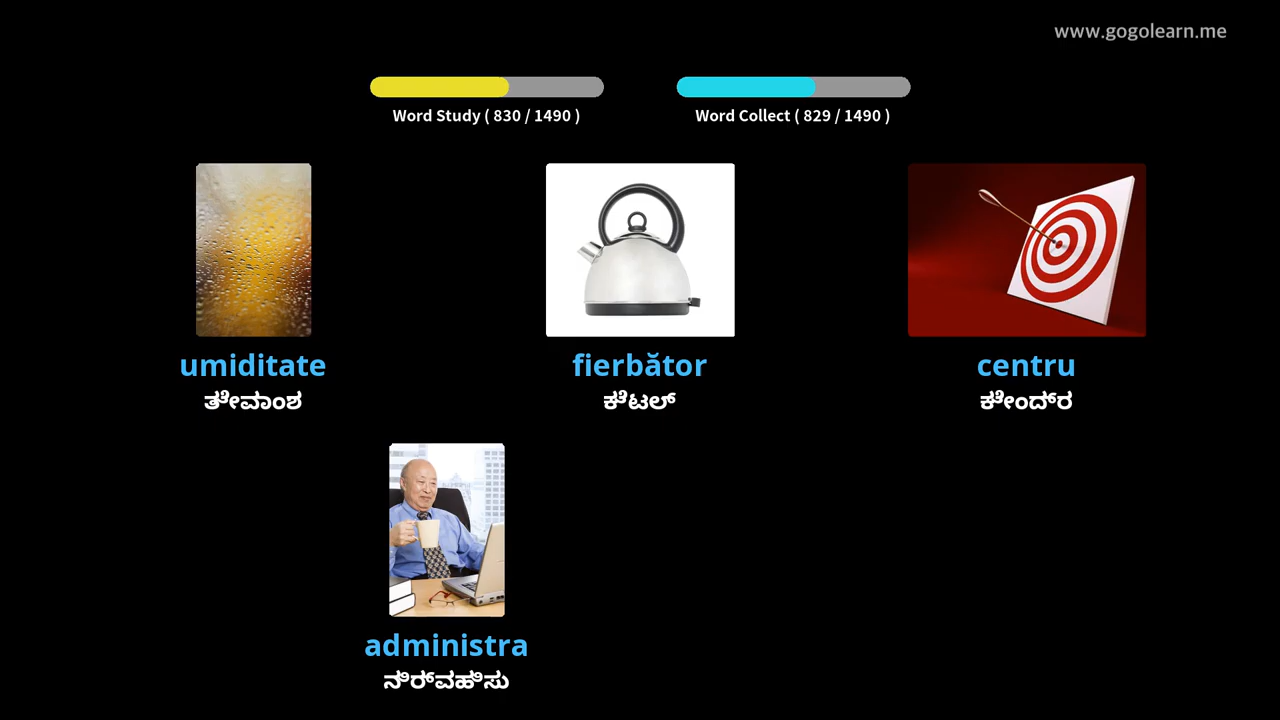 www.gogolearn.me
Word Study ( 830 / 1490 )
Word Collect ( 829 / 1490 )
umiditate
ತೇವಾಂಶ
fierbător
ಕೆಟಲ್
centru
ಕೇಂದ್ರ
administra
ನಿರ್ವಹಿಸು